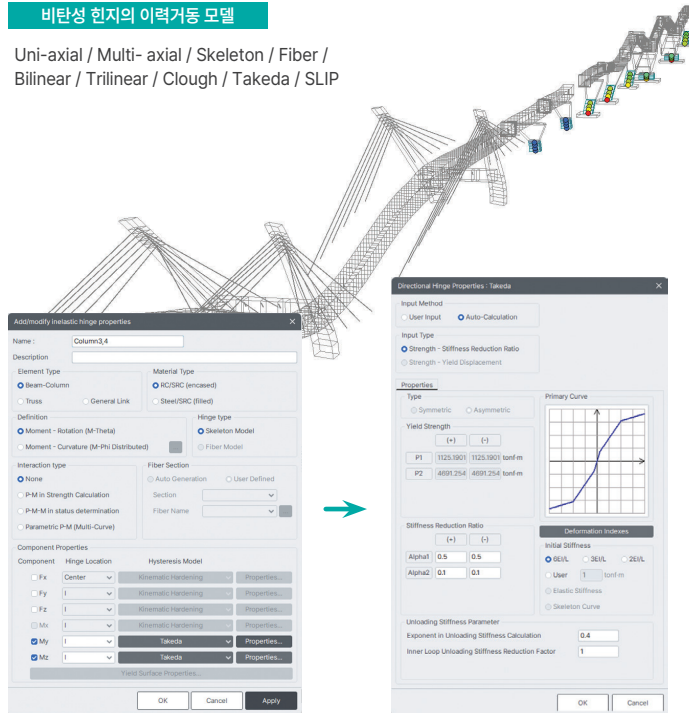 비탄성 힌지의 이력거동 모델
Uni-axial / Multi- axial / Skeleton / Fiber /
Bilinear / Trilinear / Clough / Takeda / SLIP
Add/modify inelastic hinge properties
Name : Column3,4
Description
Element Type
Beam-Column
Truss General Link
Material Type
RC/SRC (encased)
Steel/SRC (filled)
Definition
Moment - Rotation (M-Theta)
Moment - Curvature (M-Phi Distributed) ...
Hinge type
Skeleton Model
Fiber Model
Interaction type
None
P-M in Strength Calculation
P-M-M in status determination
Parametric P-M (Multi-Curve)
Fiber Section
Auto Generation User Defined
Section
Fiber Name ...
Component Properties
Component Hinge Location Hysteresis Model
Fx Center Kinematic Hardening Properties...
Fy I Kinematic Hardening Properties...
Fz I Kinematic Hardening Properties...
Mx I Kinematic Hardening Properties...
My I Takeda Properties...
Mz I Takeda Properties...
Yield Surface Properties...
OK Cancel Apply
Directional Hinge Properties : Takeda
Input Method
User Input Auto-Calculation
Input Type
Strength - Stiffness Reduction Ratio
Strength - Yield Displacement
Properties
Type
Symmetric Asymmetric
Yield Strength
(+) (-)
P1 1125.1901 1125.1901 tonf·m
P2 4691.254 4691.254 tonf·m
Primary Curve
Stiffness Reduction Ratio
(+) (-)
Alpha1 0.5 0.5
Alpha2 0.1 0.1
Deformation Indexes
Initial Stiffness
6EI/L 3EI/L 2EI/L
User 1 tonf·m
Elastic Stiffness
Skeleton Curve
Unloading Stiffness Parameter
Exponent in Unloading Stiffness Calculation 0.4
Inner Loop Unloading Stiffness Reduction Factor 1
OK Cancel